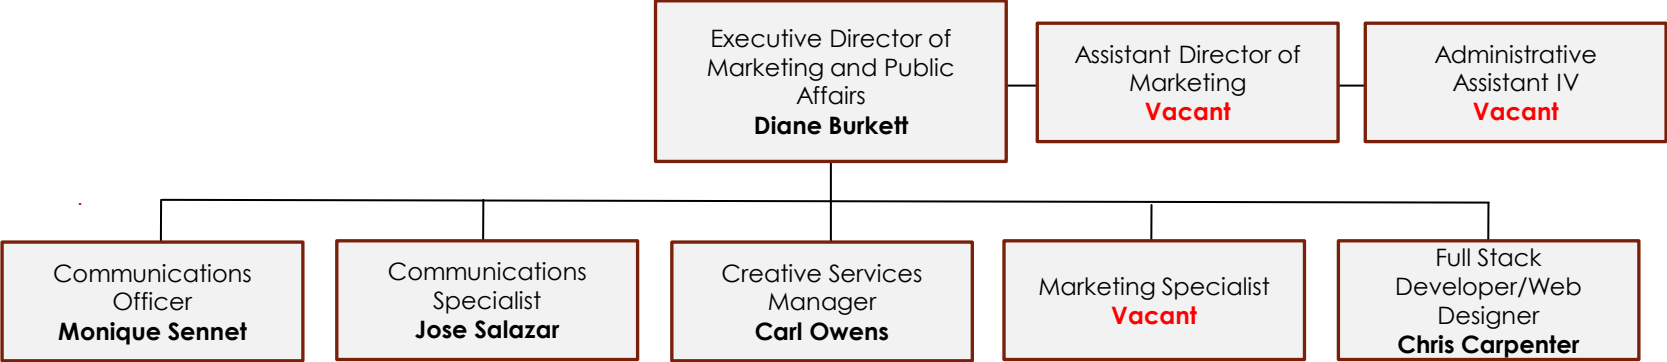 Executive Director of
Marketing and Public
Affairs
Diane Burkett
Assistant Director of
Marketing
Vacant
Administrative
Assistant IV
Vacant
Communications
Officer
Monique Sennet
Communications
Specialist
Jose Salazar
Creative Services
Manager
Carl Owens
Marketing Specialist
Vacant
Full Stack
Developer/Web
Designer
Chris Carpenter